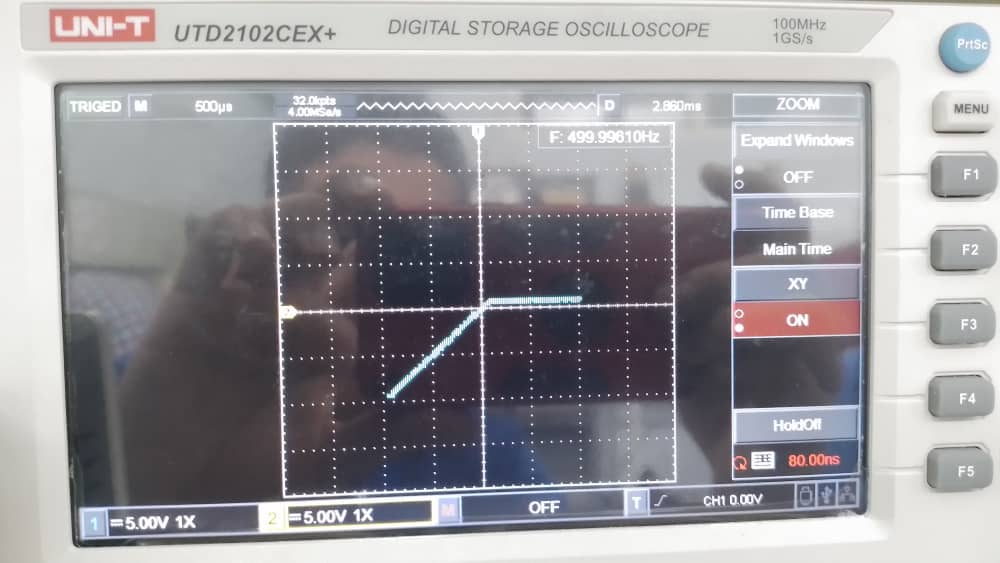 UNI-T UTD2102CEX+ DIGITAL STORAGE OSCILLOSCOPE 100MHz
1GS/s
PrtSc
TRIGED M 500µs 32.0kpts
4.00MSa/s
D 2.860ms ZOOM
MENU
F: 499.99610Hz
Expand Windows
OFF
F1
Time Base
Main Time
F2
XY
ON
F3
HoldOff
F4
80.00ns
F5
1 5.00V 1X 2 5.00V 1X M OFF T CH1 0.00V